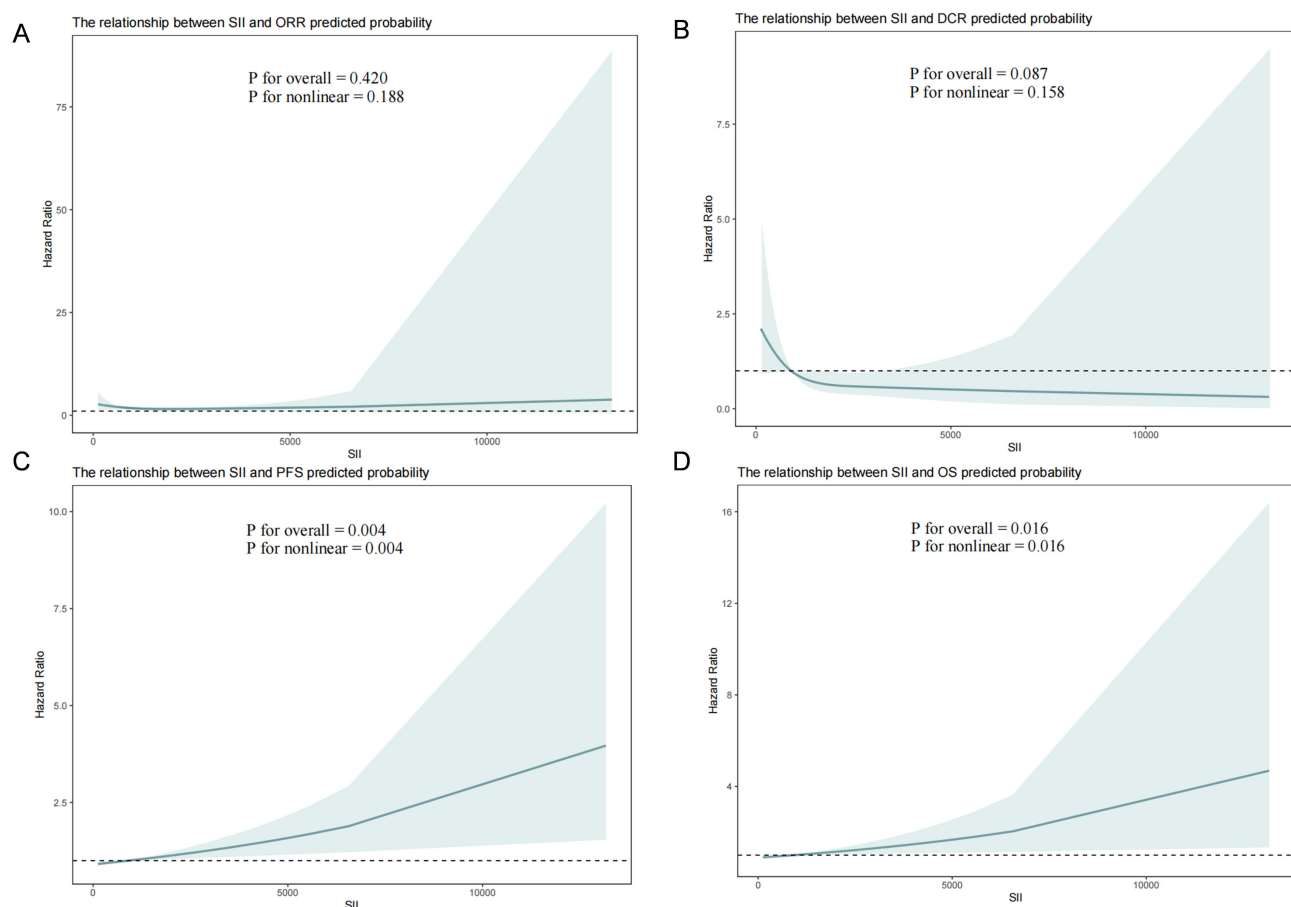 A
The relationship between SII and ORR predicted probability
P for overall = 0.420
P for nonlinear = 0.188
Hazard Ratio
75
50
25
0
0
5000
10000
SII
B
The relationship between SII and DCR predicted probability
P for overall = 0.087
P for nonlinear = 0.158
Hazard Ratio
7.5
5.0
2.5
0.0
0
5000
10000
SII
C
The relationship between SII and PFS predicted probability
P for overall = 0.004
P for nonlinear = 0.004
Hazard Ratio
10.0
7.5
5.0
2.5
0
5000
10000
SII
D
The relationship between SII and OS predicted probability
P for overall = 0.016
P for nonlinear = 0.016
Hazard Ratio
16
12
8
4
0
5000
10000
SII